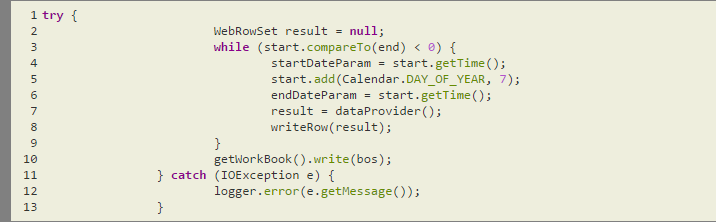 1 try {
2 WebRowSet result = null;
3 while (start.compareTo(end) < 0) {
4 startDateParam = start.getTime();
5 start.add(Calendar.DAY_OF_YEAR, 7);
6 endDateParam = start.getTime();
7 result = dataProvider();
8 writeRow(result);
9 }
10 getWorkBook().write(bos);
11 } catch (IOException e) {
12 logger.error(e.getMessage());
13 }